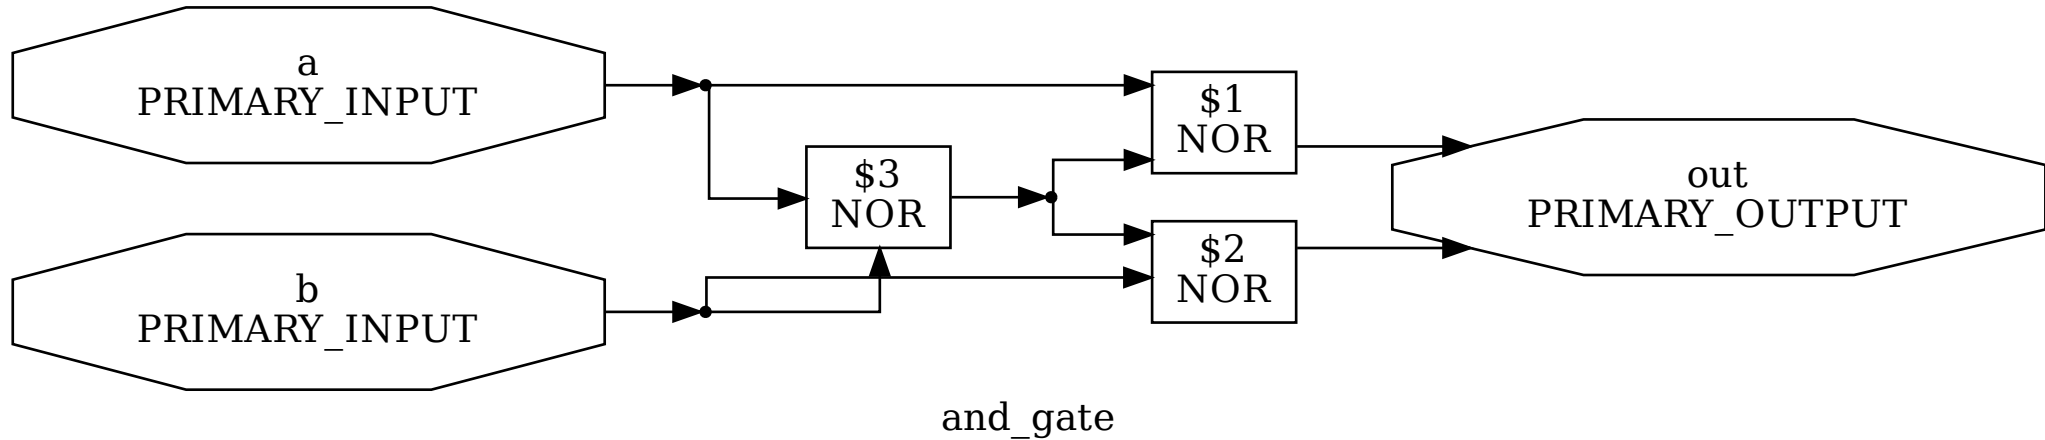 a
PRIMARY_INPUT
$1
NOR
$3
NOR
out
PRIMARY_OUTPUT
$2
NOR
b
PRIMARY_INPUT
and_gate